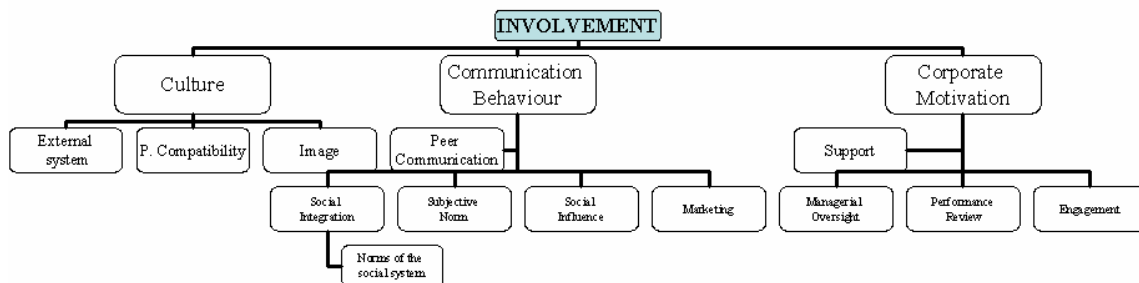 INVOLVEMENT
Culture
Communication
Behaviour
Corporate
Motivation
External
system
P. Compatibility
Image
Peer
Communication
Support
Social
Integration
Subjective
Norm
Social
Influence
Marketing
Managerial
Oversight
Performance
Review
Engagement
Norms of the
social system